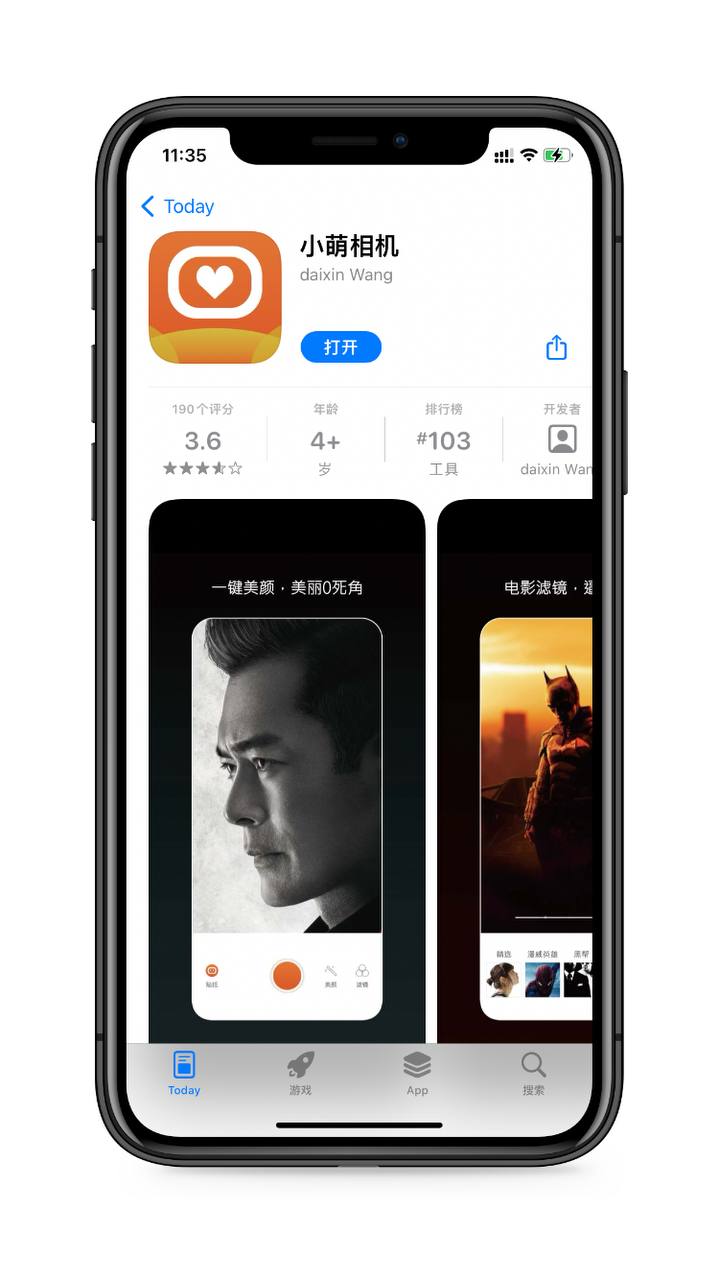 11:35
Today
小萌相机
daixin Wang
打开
190个评分
年龄
排行榜
开发者
3.6
4+
#103
岁
工具
daixin Wan
一键美颜 · 美丽0死角
电影滤镜 ·
精选
漫威英雄
黑帮
贴纸
美颜
滤镜
Today
游戏
App
搜索